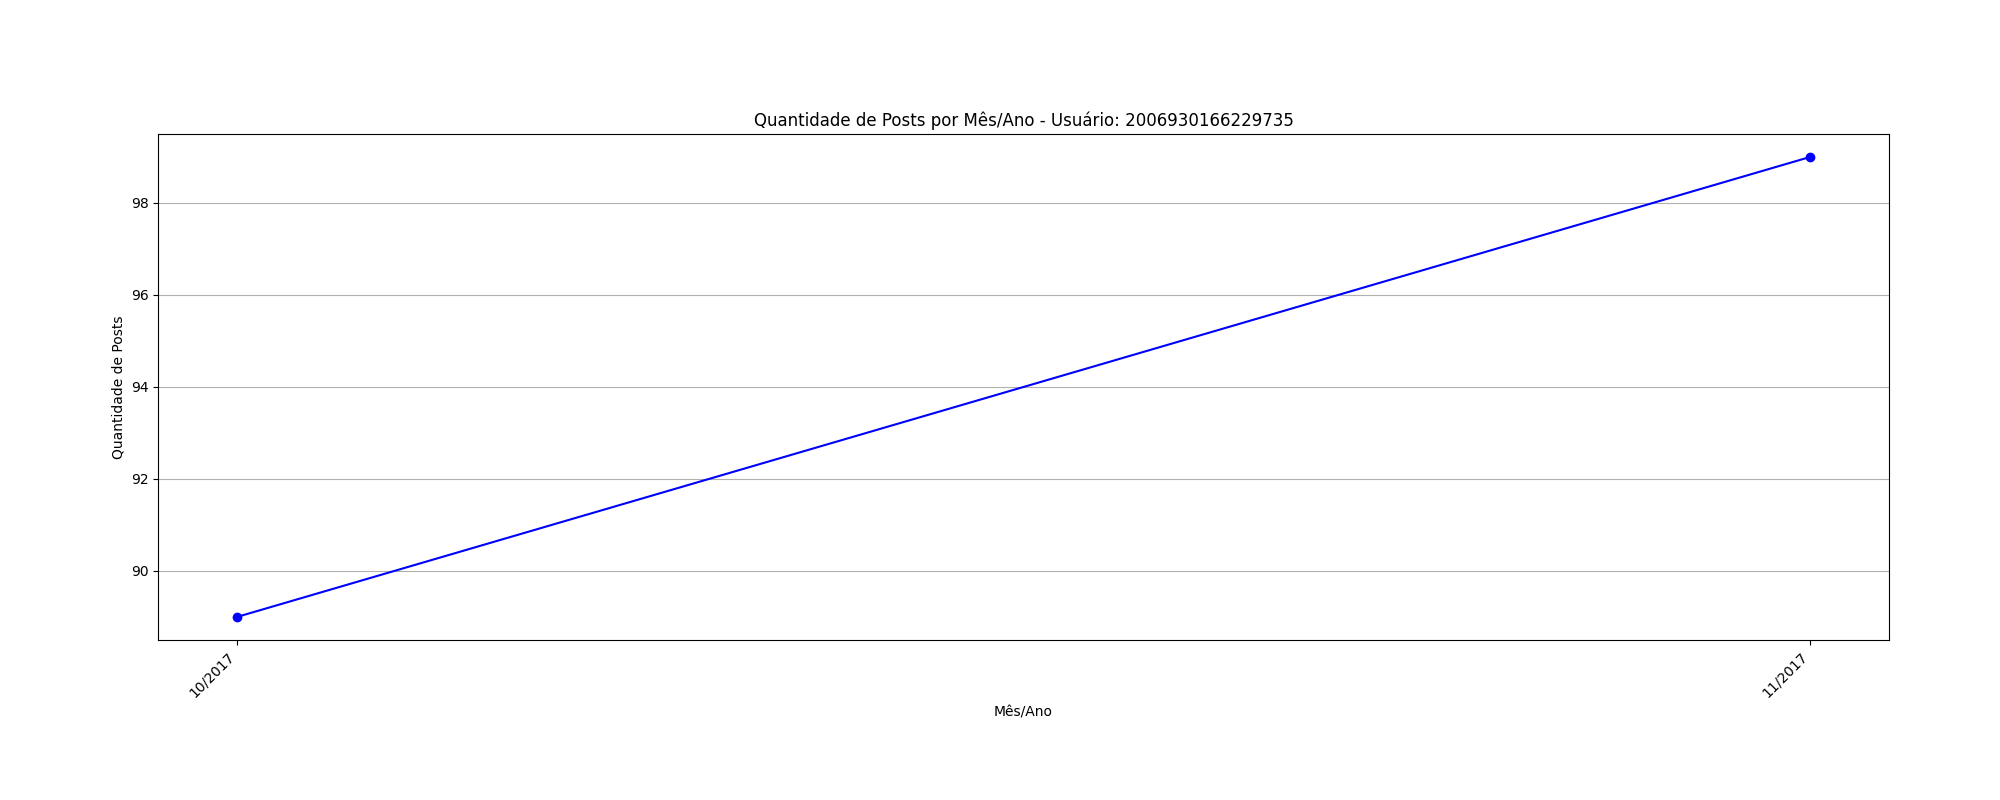 Quantidade de Posts por Mês/Ano - Usuário: 2006930166229735
Quantidade de Posts
98
96
94
92
90
10/2017
11/2017
Mês/Ano